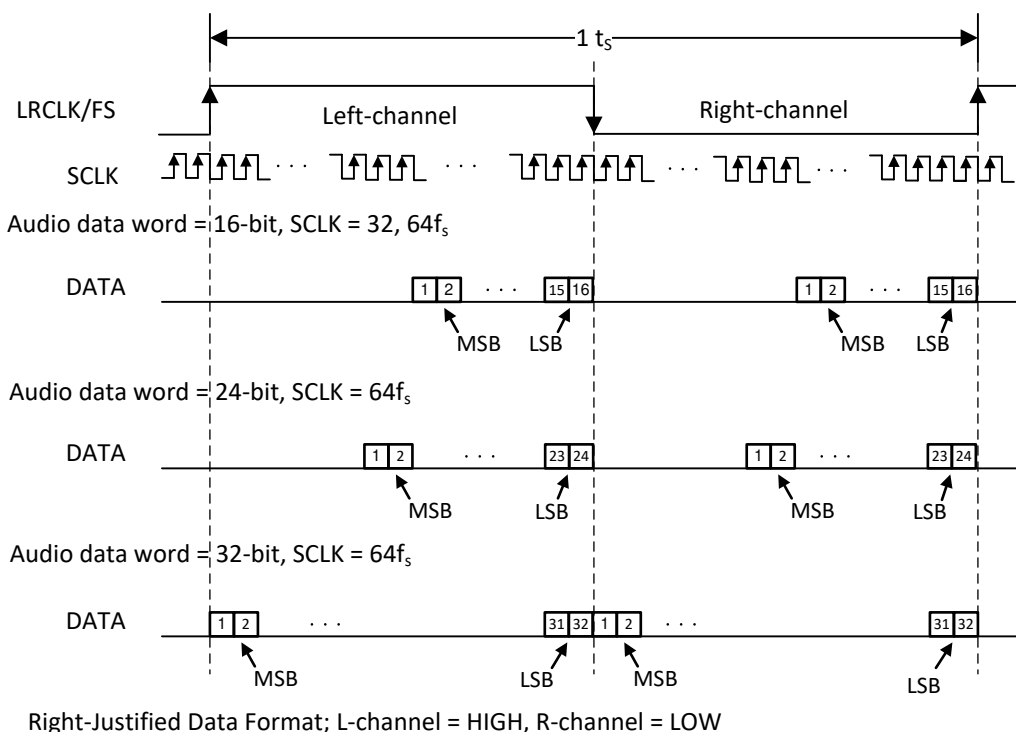 1 tS
LRCLK/FS
Left-channel
Right-channel
SCLK
. . .
. . .
. . .
. . .
Audio data word = 16-bit, SCLK = 32, 64fs
DATA
1 2 . . . 15 16 1 2 . . . 15 16
MSB LSB MSB LSB
Audio data word = 24-bit, SCLK = 64fs
DATA
1 2 . . . 23 24 1 2 . . . 23 24
MSB LSB MSB LSB
Audio data word = 32-bit, SCLK = 64fs
DATA
1 2 . . . 31 32 1 2 . . . 31 32
MSB LSB MSB LSB
Right-Justified Data Format; L-channel = HIGH, R-channel = LOW